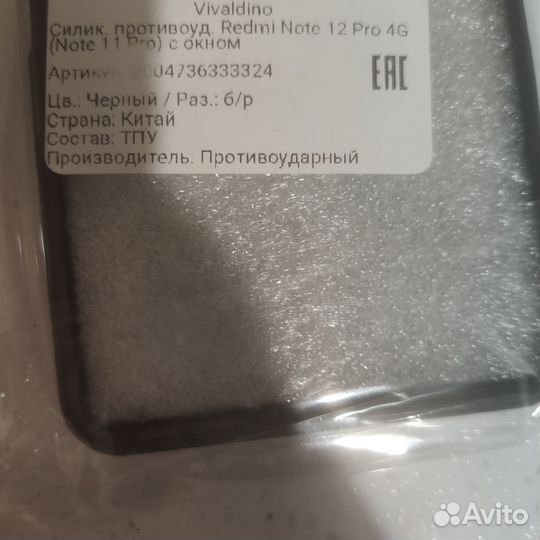 Vivaldino
Силик. противоуд. Redmi Note 12 Pro 4G
(Note 11 Pro) с окном
Артикул: 2004736333324
EAC
Цв.: Черный / Раз.: б/р
Страна: Китай
Состав: ТПУ
Производитель: Противоударный
Avito